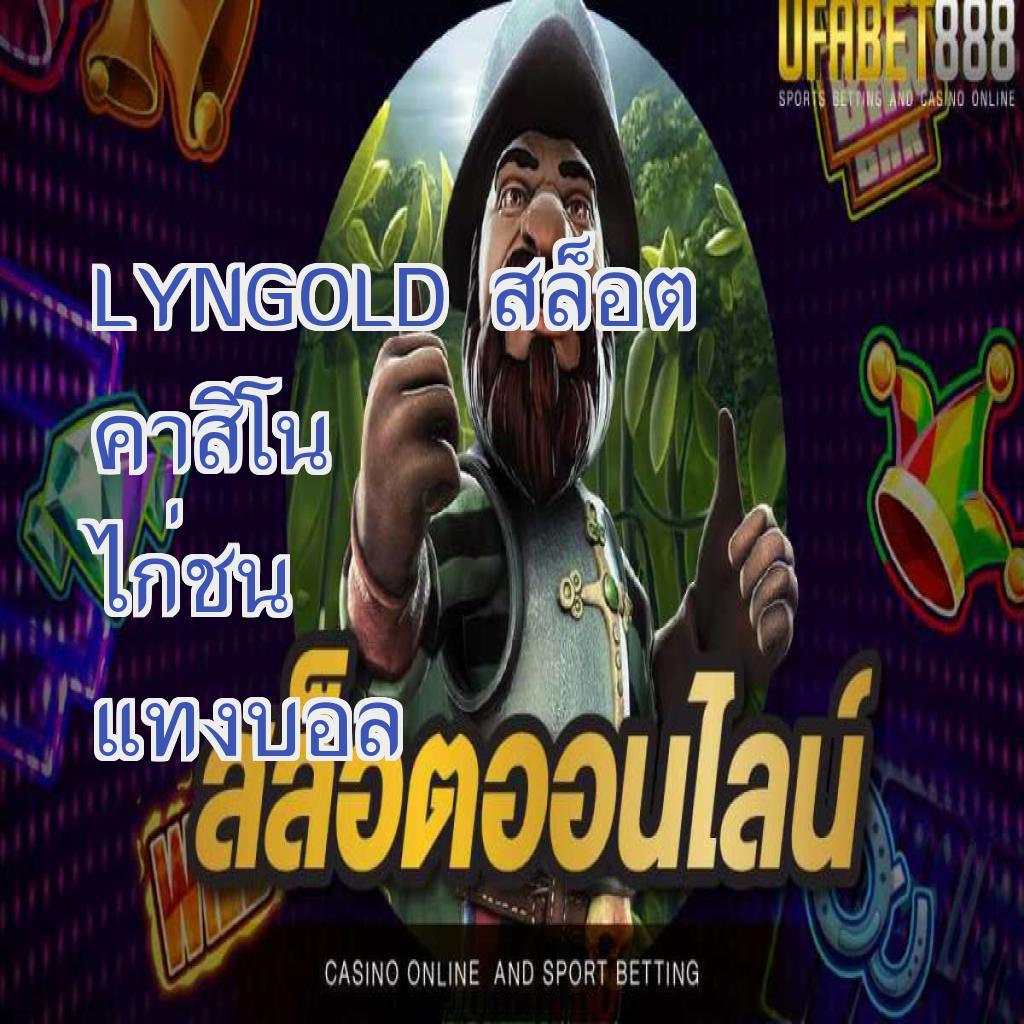 UFABET888
SPORTS BETTING AND CASINO ONLINE
BAR
LYNGOLD สล็อต
คาสิโน
ไก่ชน
แทงบอล
สล็อตออนไลน์
CASINO ONLINE AND SPORT BETTING